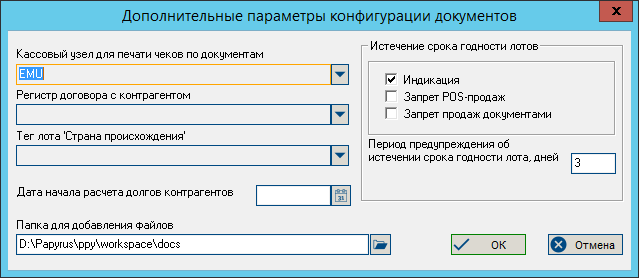 Дополнительные параметры конфигурации документов
Кассовый узел для печати чеков по документам
EMU
Регистр договора с контрагентом
Тег лота 'Страна происхождения'
Дата начала расчета долгов контрагентов
31
Папка для добавления файлов
D:\Papyrus\ppy\workspace\docs
Истечение срока годности лотов
Индикация
Запрет POS-продаж
Запрет продаж документами
Период предупреждения об
истечении срока годности лота, дней
3
ОК
Отмена